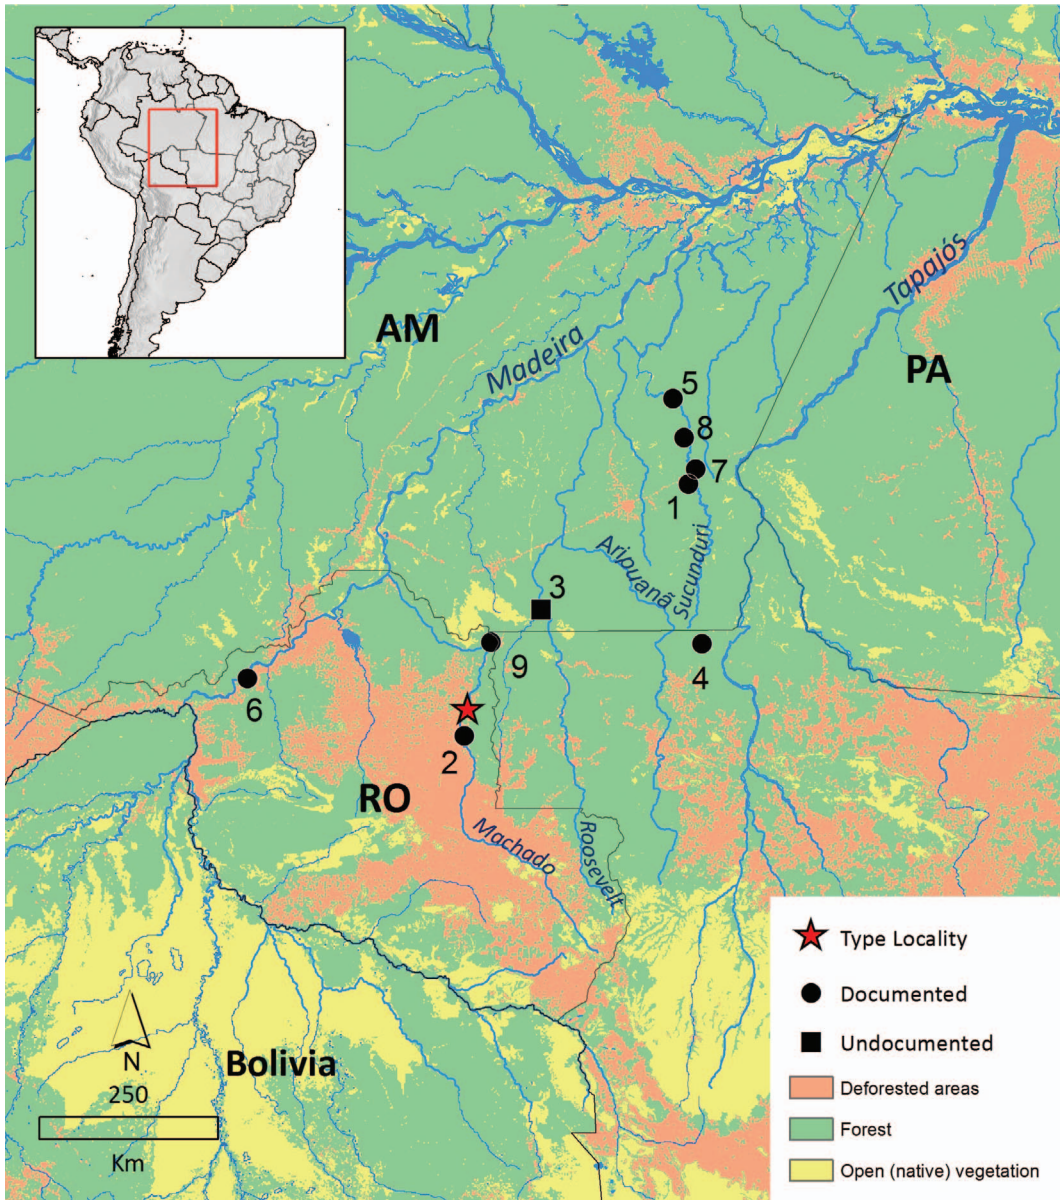 AM
Madeira
Tapajós
PA
5
8
7
1
Aripuanã
Sucunduri
3
9
4
6
2
RO
Machado
Roosevelt
Bolivia
N
250
Km
Type Locality
Documented
Undocumented
Deforested areas
Forest
Open (native) vegetation